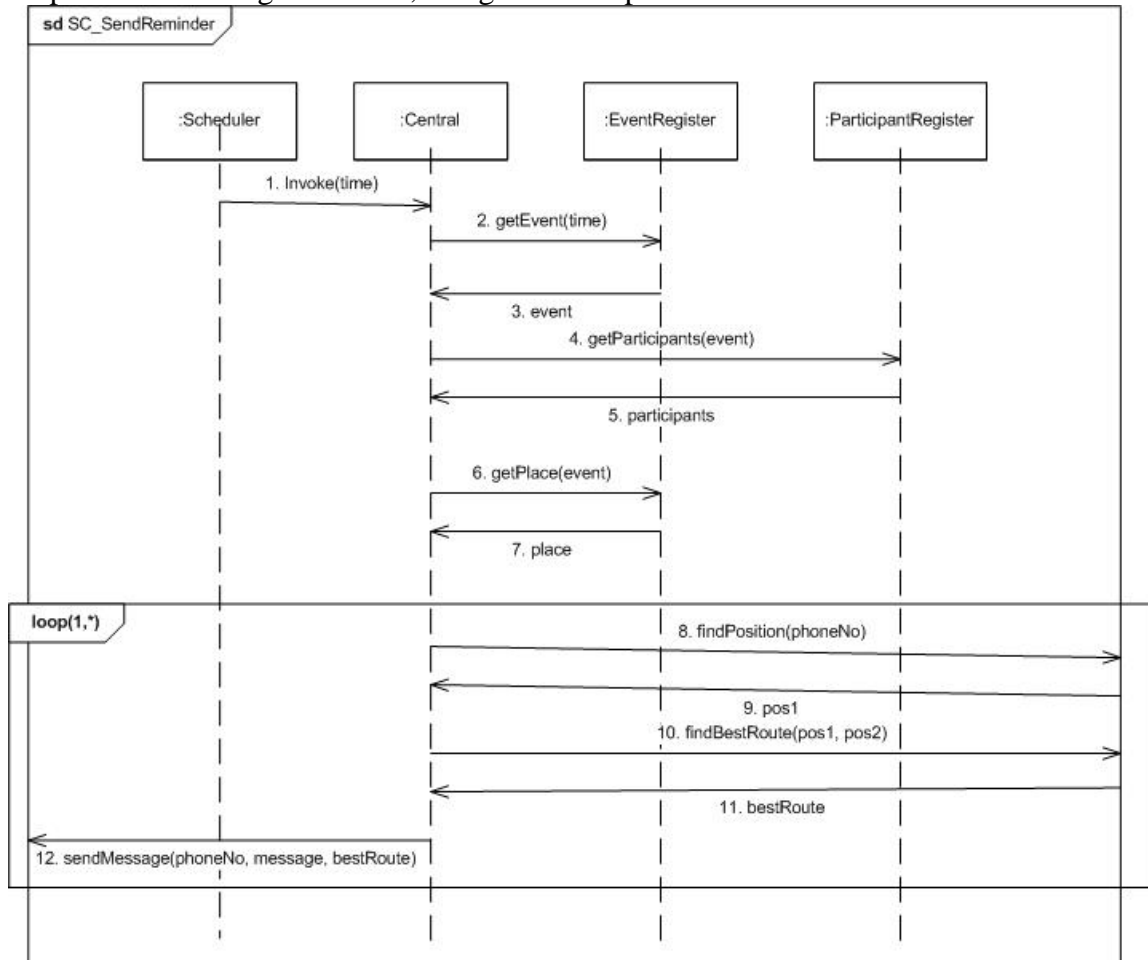 sd SC_SendReminder
:Scheduler
:Central
:EventRegister
:ParticipantRegister
1. Invoke(time)
2. getEvent(time)
3. event
4. getParticipants(event)
5. participants
6. getPlace(event)
7. place
loop(1,*)
8. findPosition(phoneNo)
9. pos1
10. findBestRoute(pos1, pos2)
11. bestRoute
12. sendMessage(phoneNo, message, bestRoute)